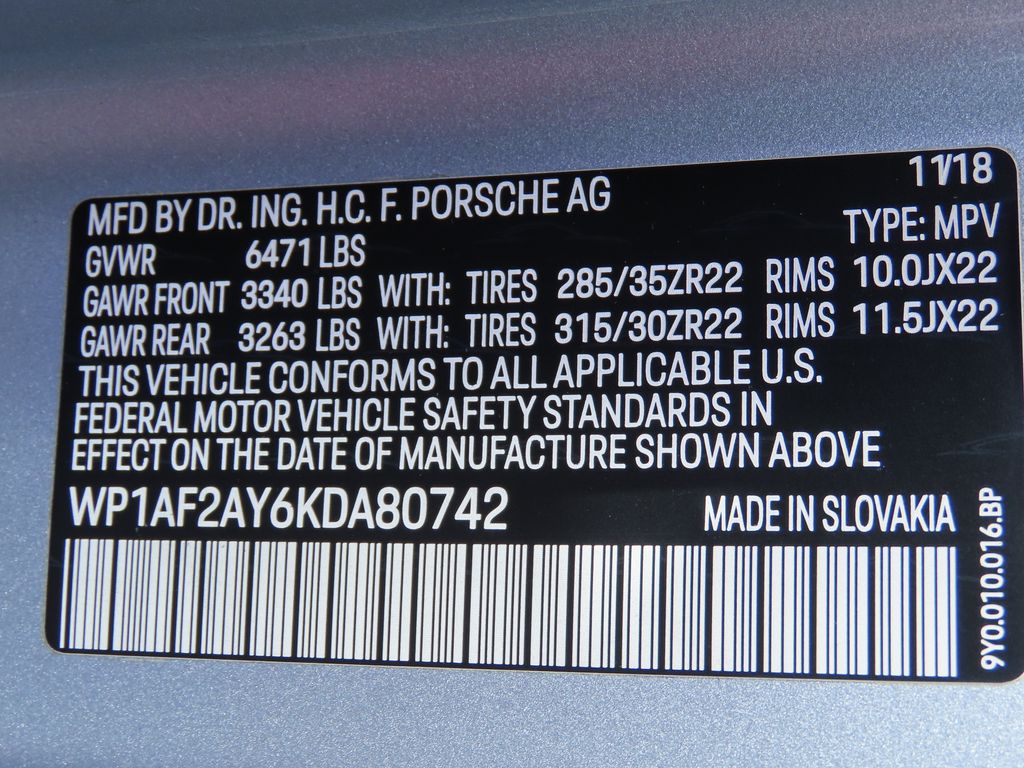 11/18
MFD BY DR. ING. H.C. F. PORSCHE AG
TYPE: MPV
GVWR 6471 LBS
GAWR FRONT 3340 LBS WITH: TIRES 285/35ZR22 RIMS 10.0JX22
GAWR REAR 3263 LBS WITH: TIRES 315/30ZR22 RIMS 11.5JX22
THIS VEHICLE CONFORMS TO ALL APPLICABLE U.S.
FEDERAL MOTOR VEHICLE SAFETY STANDARDS IN
EFFECT ON THE DATE OF MANUFACTURE SHOWN ABOVE
WP1AF2AY6KDA80742 MADE IN SLOVAKIA
9Y0.010.016.BP